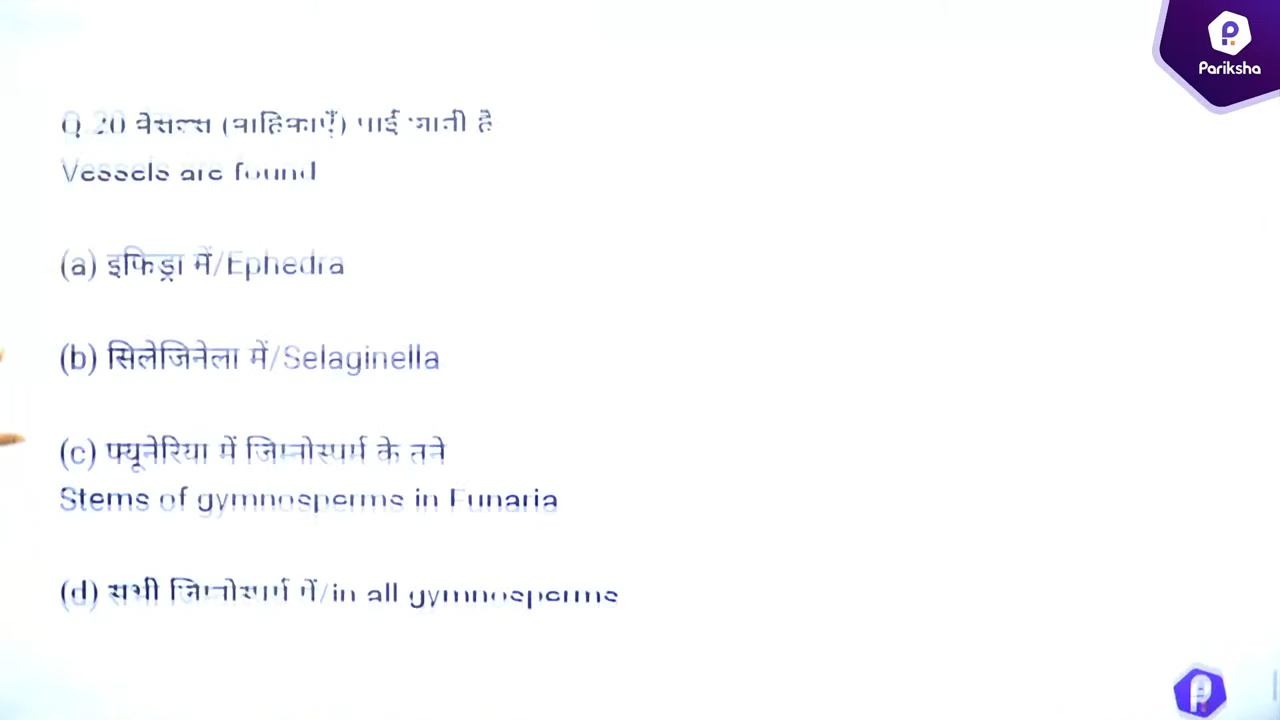 Pariksha
Q.20 वेसल्स (वाहिकाएँ) पाई जाती है
Vessels are found
(a) इफिड्रा में/Ephedra
(b) सिलेजिनेला में/Selaginella
(c) फ्यूनेरिया में जिम्नोस्पर्म के तने
Stems of gymnosperms in Funaria
(d) सभी जिम्नोस्पर्म में/in all gymnosperms